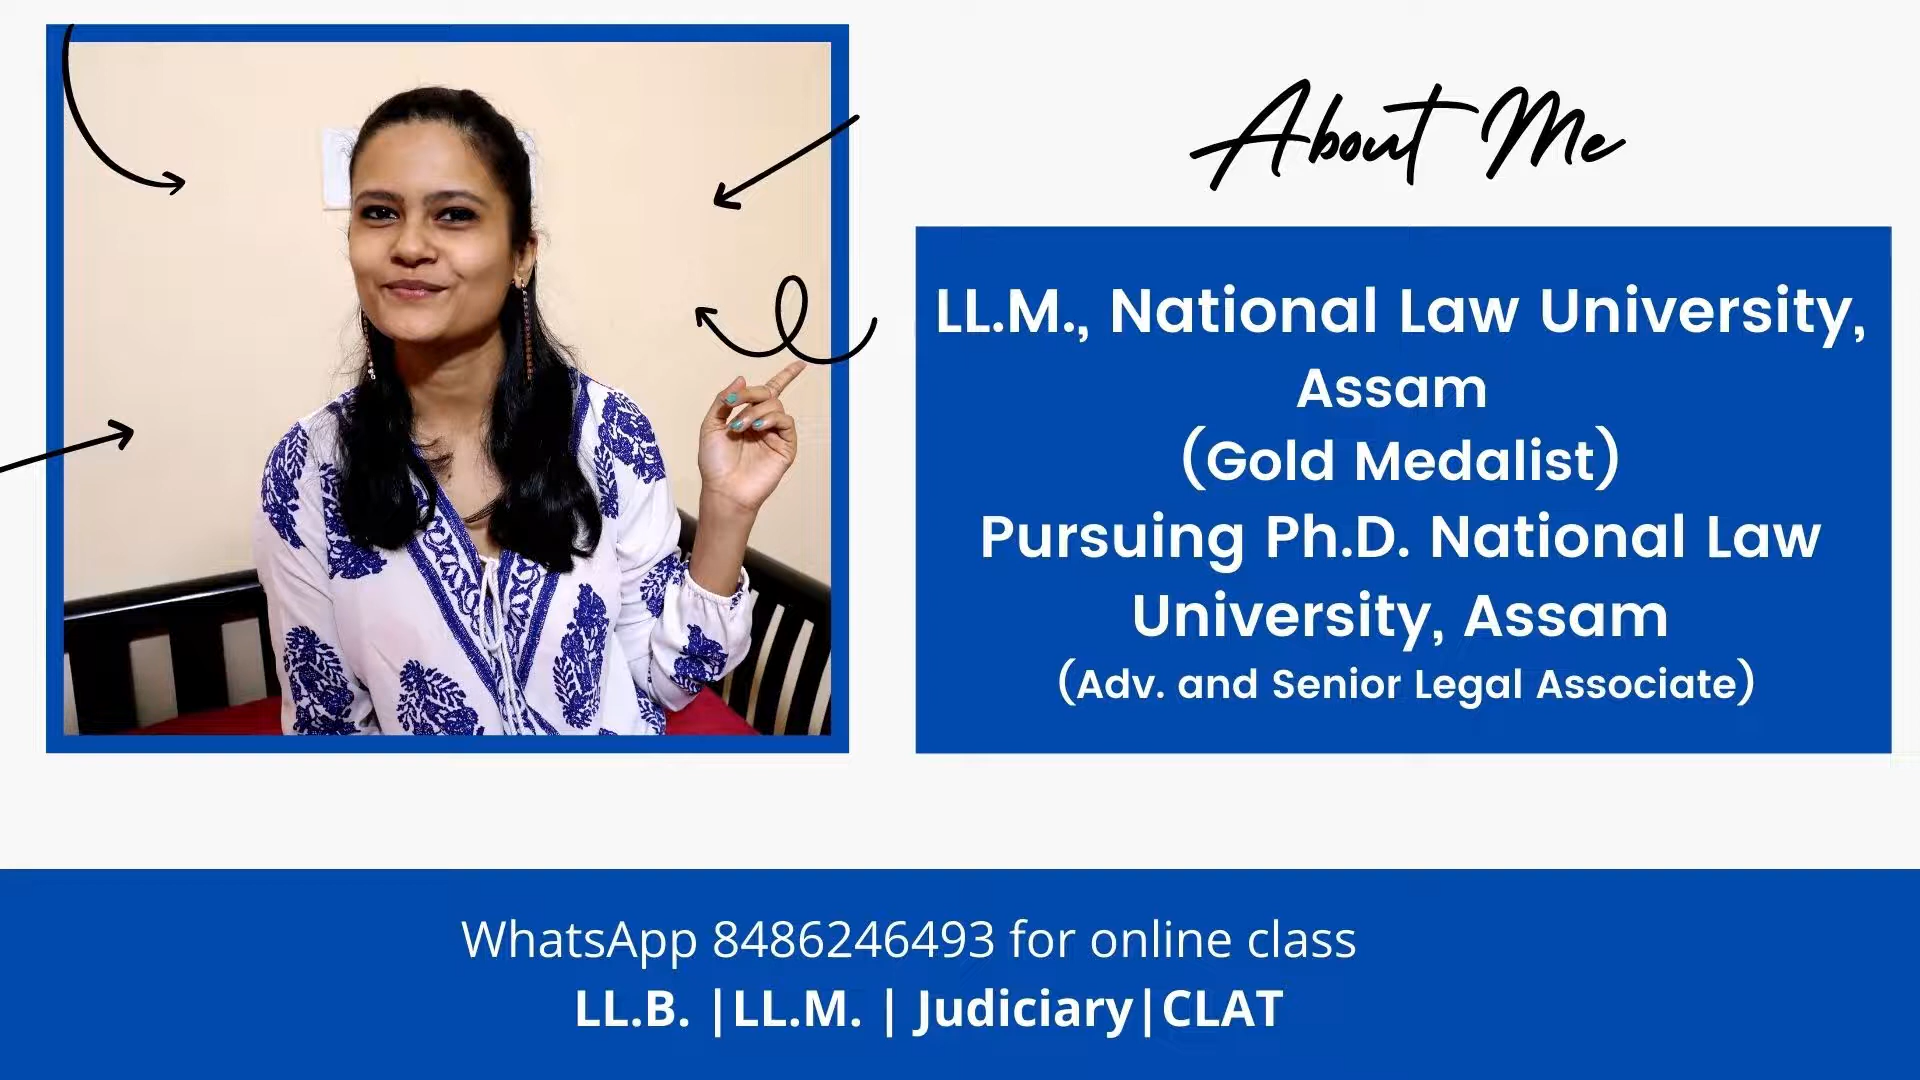 About Me
LL.M., National Law University,
Assam
(Gold Medalist)
Pursuing Ph.D. National Law
University, Assam
(Adv. and Senior Legal Associate)
WhatsApp 8486246493 for online class
LL.B. |LL.M. | Judiciary|CLAT